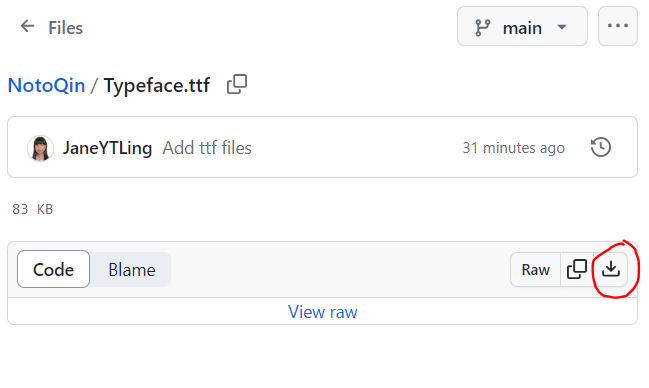 Files
main
NotoQin / Typeface.ttf
JaneYTLing Add ttf files 31 minutes ago
83 KB
Code Blame Raw
View raw